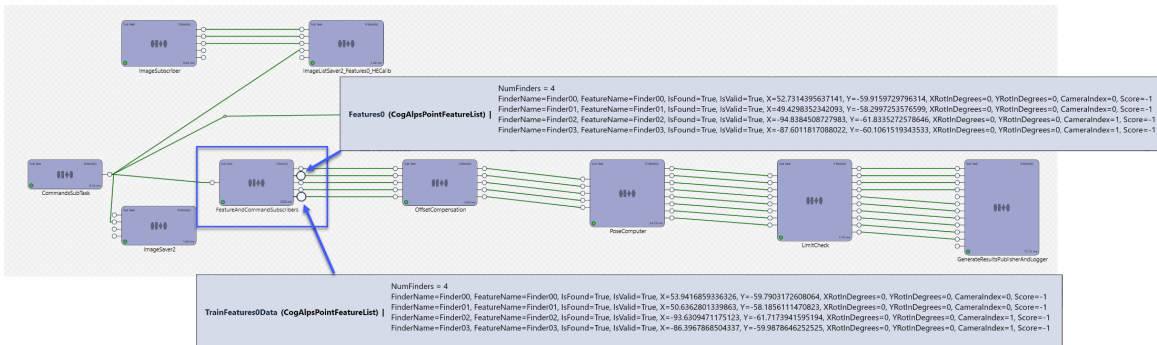 ImageSubscriber
ImageListSaver2_Features0_HECalib
NumFinders = 4
FinderName=Finder00, FeatureName=Finder00, IsFound=True, IsValid=True, X=52.7314395637141, Y=-59.9159729796314, XRotInDegrees=0, YRotInDegrees=0, CameraIndex=0, Score=-1
Features0 (CogAlpsPointFeatureList) |
FinderName=Finder01, FeatureName=Finder01, IsFound=True, IsValid=True, X=49.4298352342093, Y=-58.2997253576599, XRotInDegrees=0, YRotInDegrees=0, CameraIndex=0, Score=-1
FinderName=Finder02, FeatureName=Finder02, IsFound=True, IsValid=True, X=-94.8384508727983, Y=-61.8335272578646, XRotInDegrees=0, YRotInDegrees=0, CameraIndex=1, Score=-1
FinderName=Finder03, FeatureName=Finder03, IsFound=True, IsValid=True, X=-87.6011817088022, Y=-60.1061519343533, XRotInDegrees=0, YRotInDegrees=0, CameraIndex=1, Score=-1
CommandsSubTask
FeatureAndCommandSubscribers
OffsetCompensation
PoseComputer
LimitCheck
GenerateResultsPublisherAndLogger
ImageSaver2
NumFinders = 4
FinderName=Finder00, FeatureName=Finder00, IsFound=True, IsValid=True, X=53.9416859336326, Y=-59.7903172608064, XRotInDegrees=0, YRotInDegrees=0, CameraIndex=0, Score=-1
TrainFeatures0Data (CogAlpsPointFeatureList) |
FinderName=Finder01, FeatureName=Finder01, IsFound=True, IsValid=True, X=50.6362801339863, Y=-58.1856111470823, XRotInDegrees=0, YRotInDegrees=0, CameraIndex=0, Score=-1
FinderName=Finder02, FeatureName=Finder02, IsFound=True, IsValid=True, X=-93.6309471175123, Y=-61.7173941595194, XRotInDegrees=0, YRotInDegrees=0, CameraIndex=1, Score=-1
FinderName=Finder03, FeatureName=Finder03, IsFound=True, IsValid=True, X=-86.3967868504337, Y=-59.9878646252525, XRotInDegrees=0, YRotInDegrees=0, CameraIndex=1, Score=-1